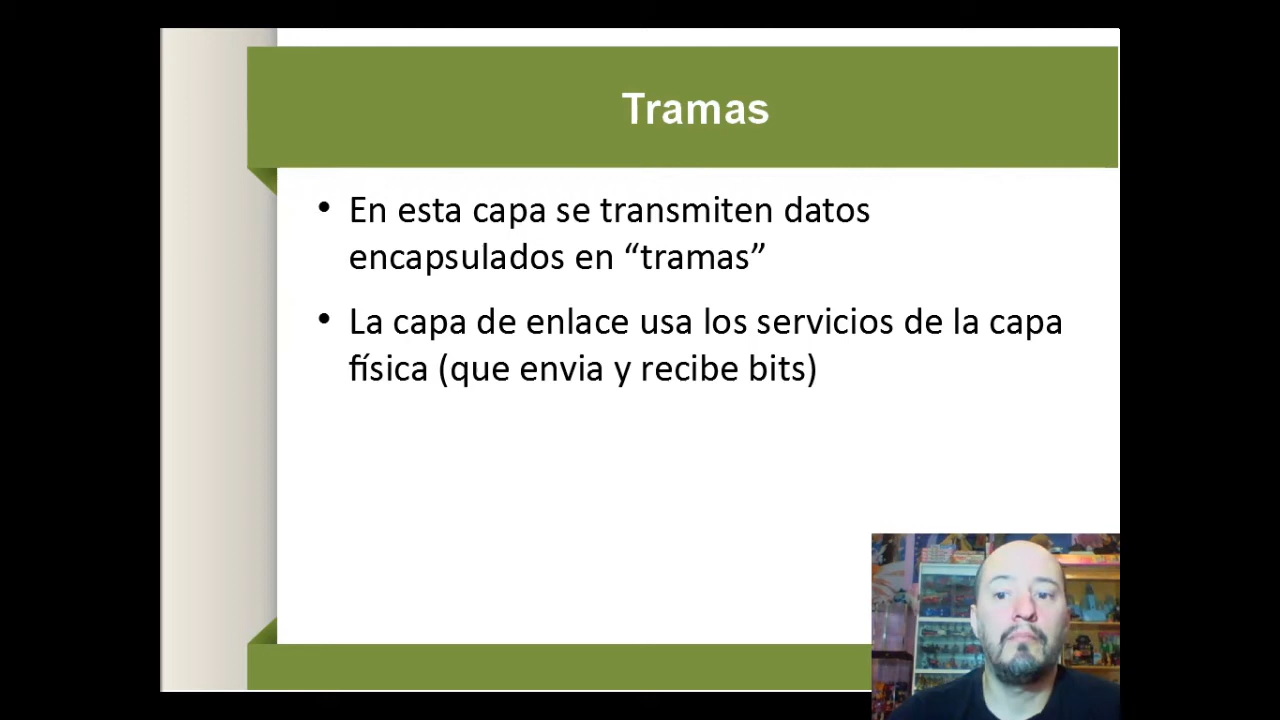 Tramas
• En esta capa se transmiten datos
encapsulados en “tramas”
• La capa de enlace usa los servicios de la capa
física (que envia y recibe bits)